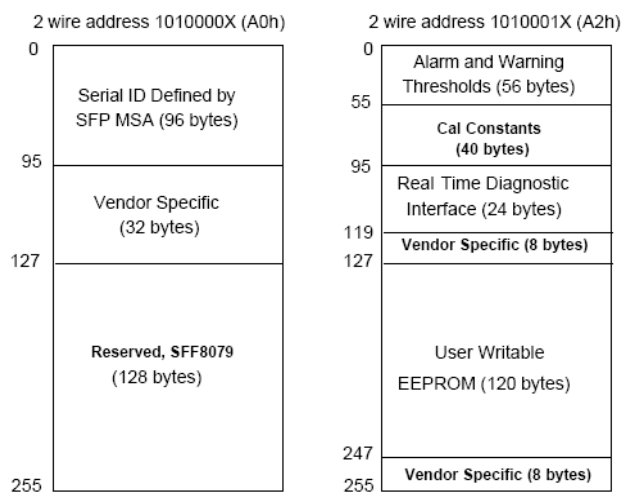 2 wire address 1010000X (A0h)
0
Serial ID Defined by
SFP MSA (96 bytes)
95
Vendor Specific
(32 bytes)
127
Reserved, SFF8079
(128 bytes)
255
2 wire address 1010001X (A2h)
0
Alarm and Warning
Thresholds (56 bytes)
55
Cal Constants
(40 bytes)
95
Real Time Diagnostic
Interface (24 bytes)
119
Vendor Specific (8 bytes)
127
User Writable
EEPROM (120 bytes)
247
Vendor Specific (8 bytes)
255